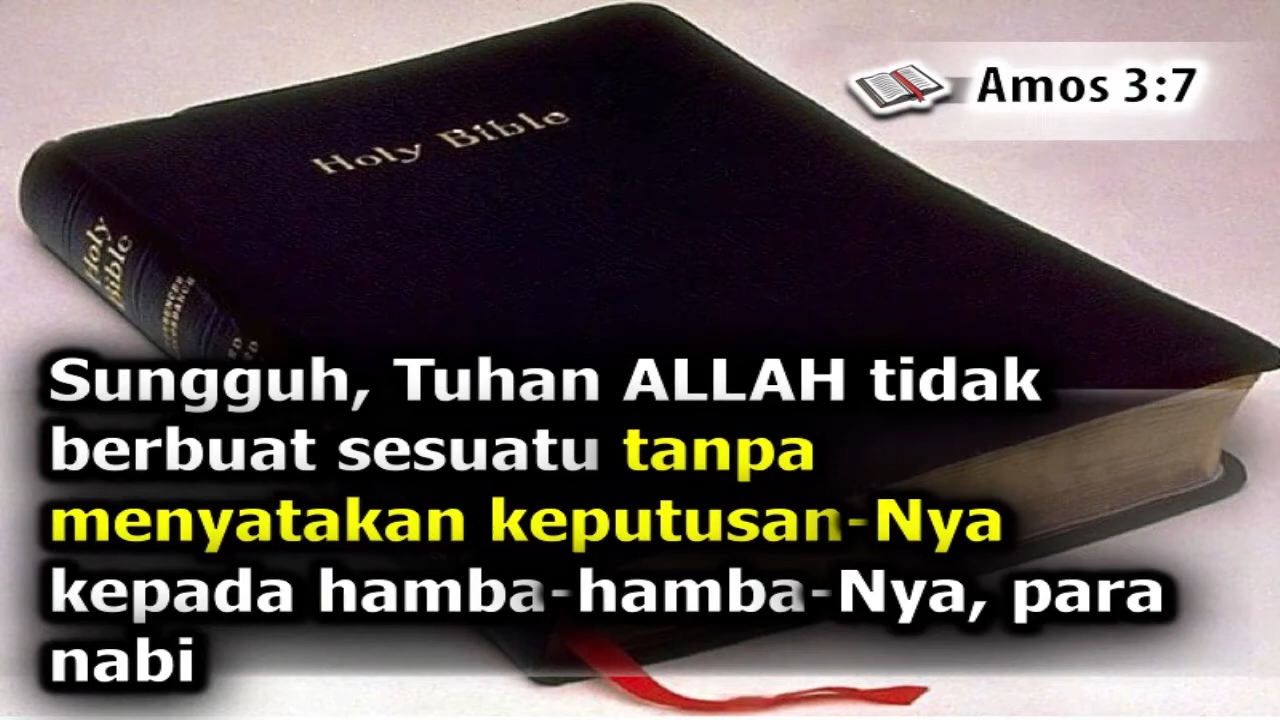 Amos 3:7
Holy Bible
Holy
Bible
Sungguh, Tuhan ALLAH tidak
berbuat sesuatu tanpa
menyatakan keputusan-Nya
kepada hamba-hamba-Nya, para
nabi